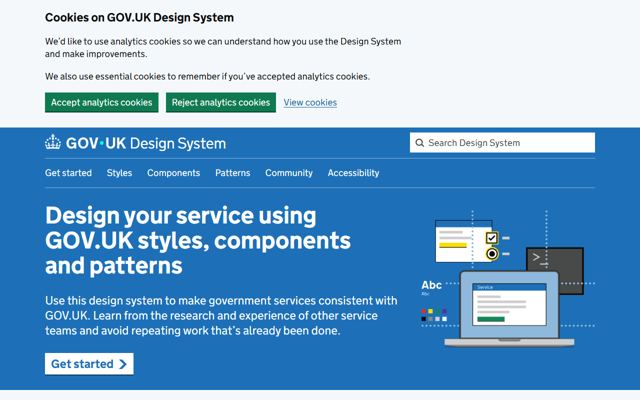 Cookies on GOV.UK Design System
We’d like to use analytics cookies so we can understand how you use the Design System
and make improvements.
We also use essential cookies to remember if you’ve accepted analytics cookies.
Accept analytics cookies
Reject analytics cookies
View cookies
GOV·UK Design System
Search Design System
Get started
Styles
Components
Patterns
Community
Accessibility
Design your service using
GOV.UK styles, components
and patterns
Use this design system to make government services consistent with
GOV.UK. Learn from the research and experience of other service
teams and avoid repeating work that’s already been done.
Get started
>_
Abc
Abc
Service